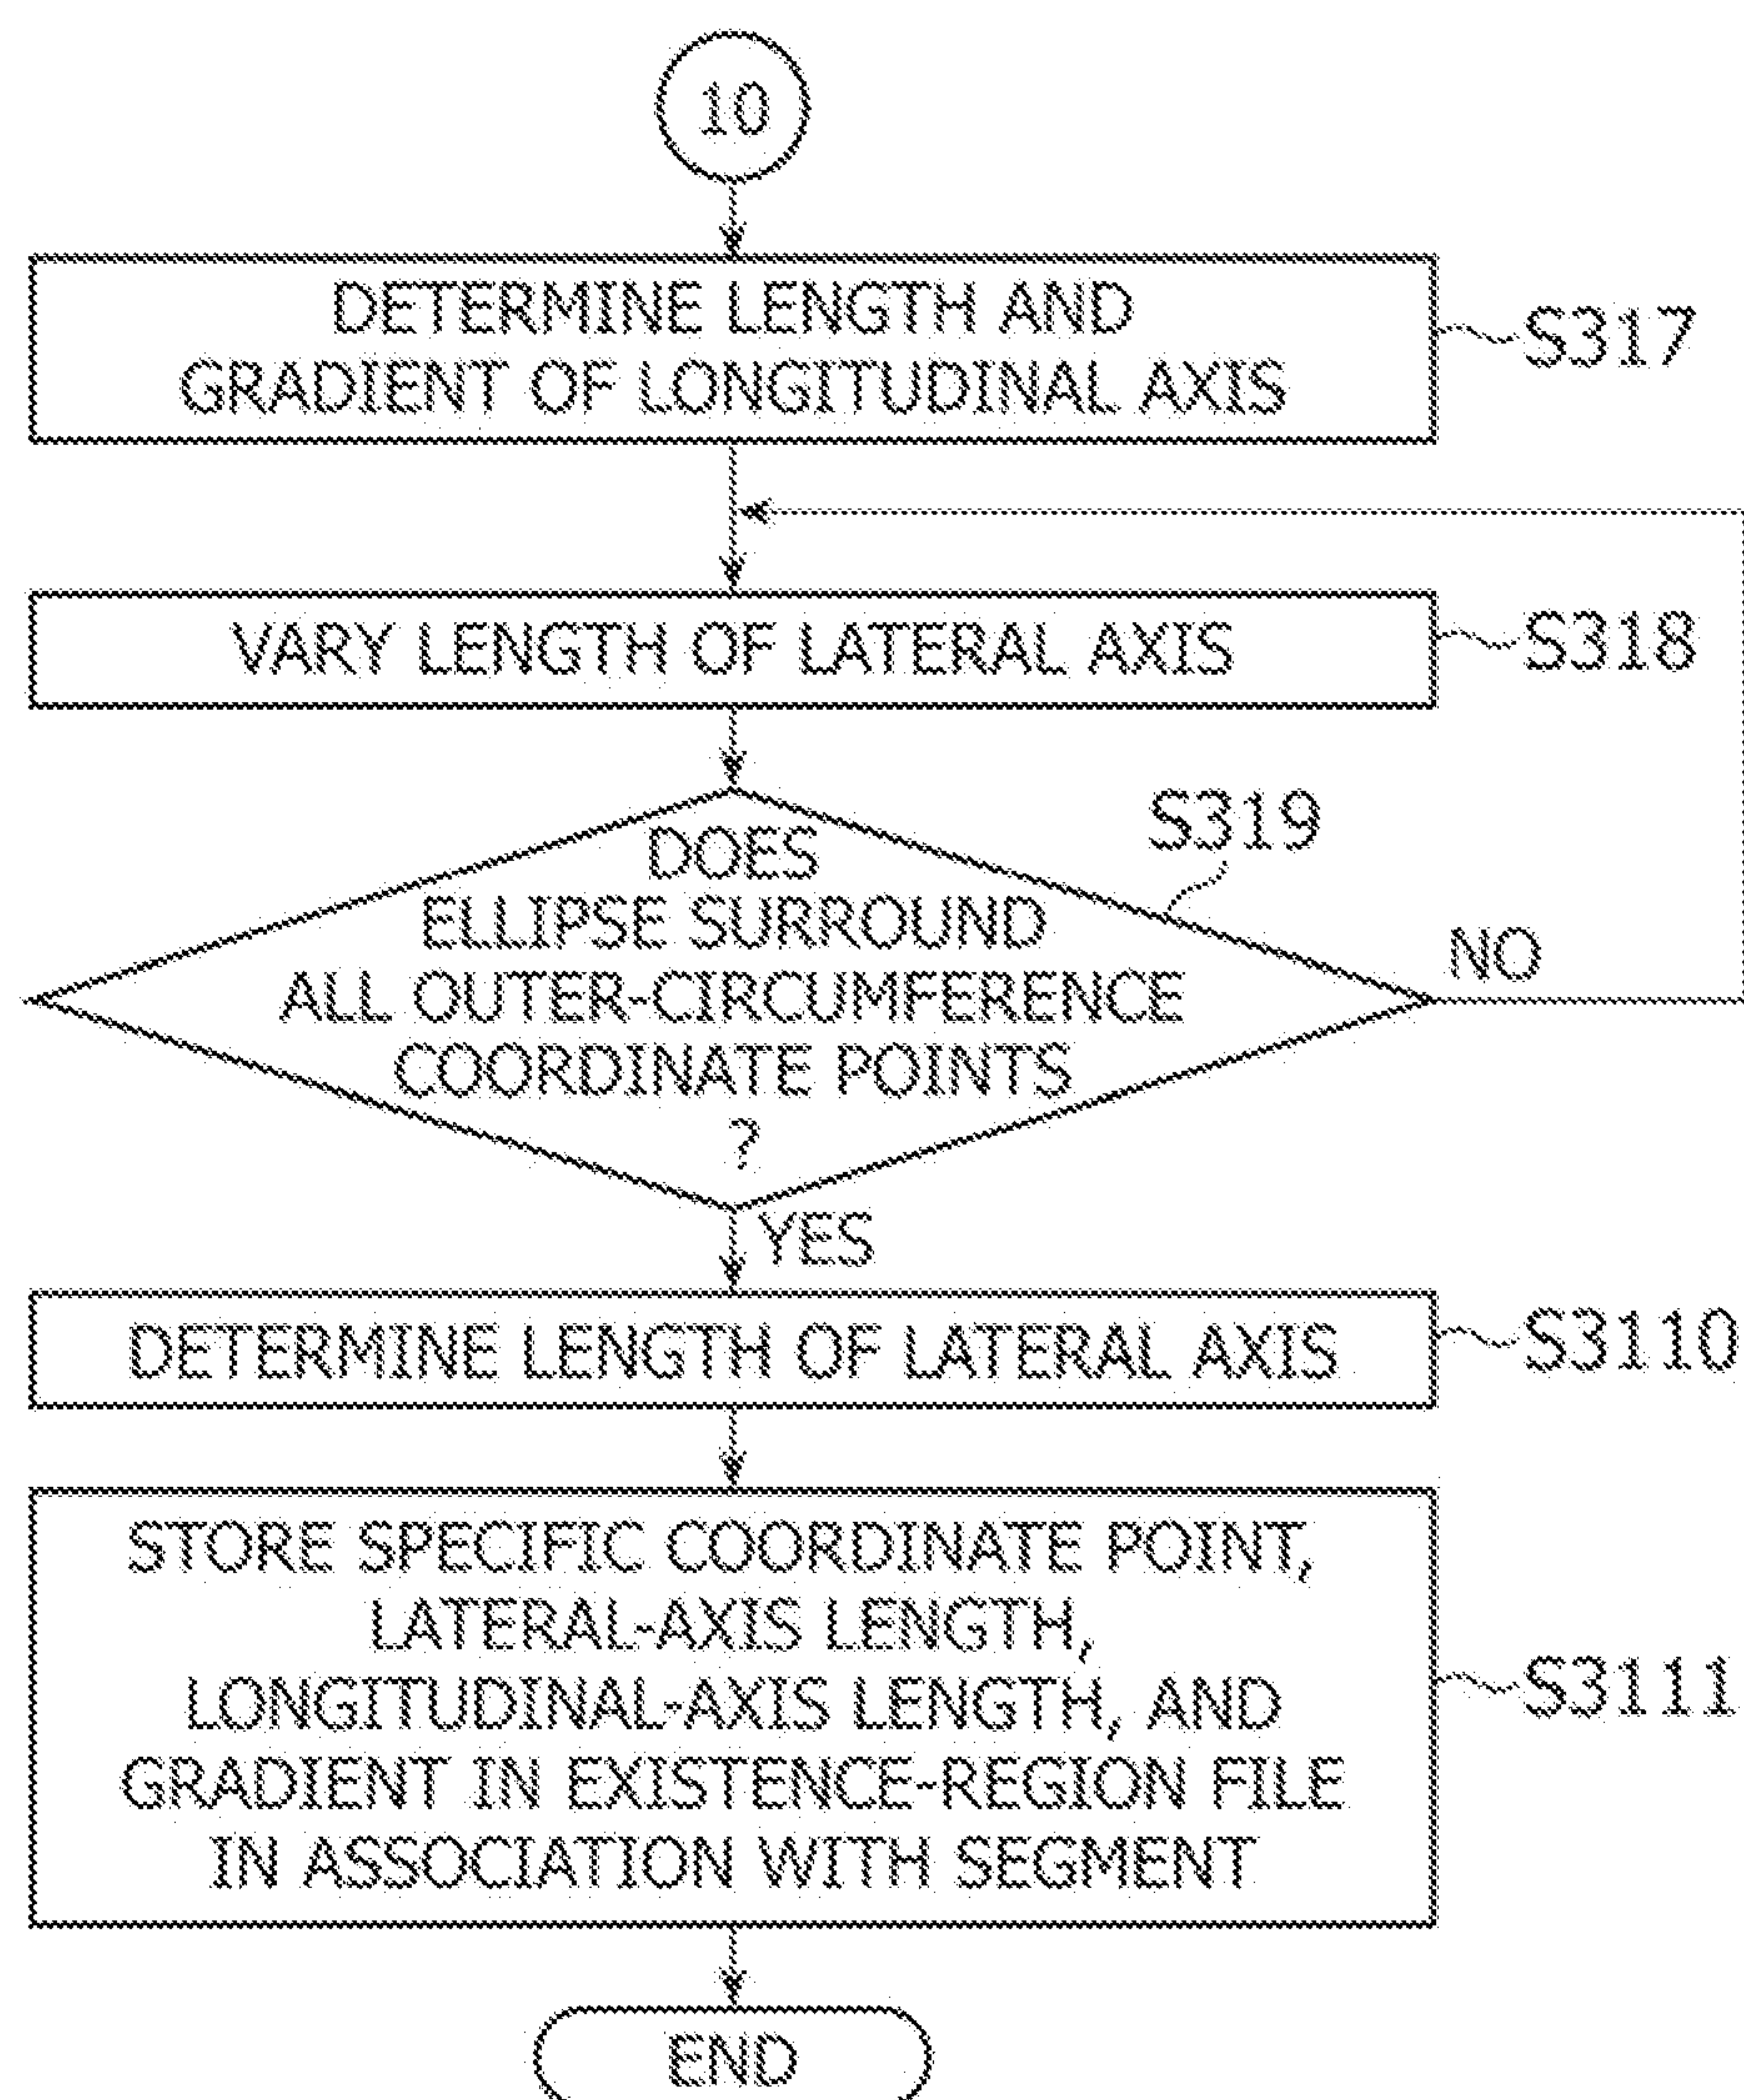 10
DETERMINE LENGTH AND
GRADIENT OF LONGITUDINAL AXIS
S317
VARY LENGTH OF LATERAL AXIS
S318
S319
DOES
ELLIPSE SURROUND
ALL OUTER-CIRCUMFERENCE
COORDINATE POINTS
?
NO
YES
DETERMINE LENGTH OF LATERAL AXIS
S3110
STORE SPECIFIC COORDINATE POINT,
LATERAL-AXIS LENGTH,
LONGITUDINAL-AXIS LENGTH, AND
GRADIENT IN EXISTENCE-REGION FILE
IN ASSOCIATION WITH SEGMENT
S3111
END